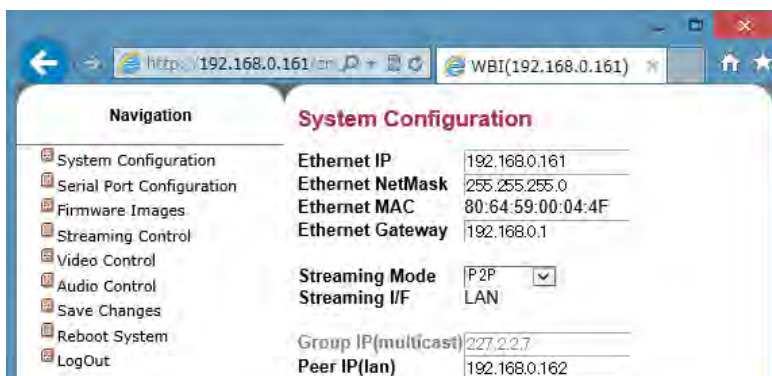 http://192.168.0.161/
WBI(192.168.0.161)
Navigation
System Configuration
Serial Port Configuration
Firmware Images
Streaming Control
Video Control
Audio Control
Save Changes
Reboot System
LogOut
System Configuration
Ethernet IP 192.168.0.161
Ethernet NetMask 255.255.255.0
Ethernet MAC 80:64:59:00:04:4F
Ethernet Gateway 192.168.0.1
Streaming Mode P2P
Streaming I/F LAN
Group IP(multicast) 227.2.2.7
Peer IP(lan) 192.168.0.162